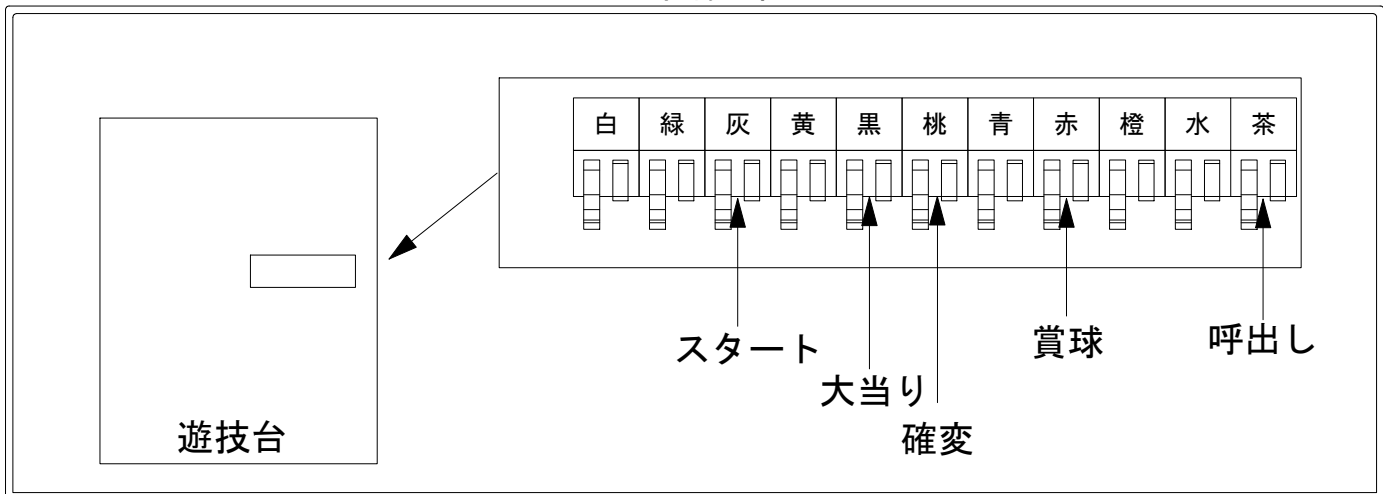 白 緑 灰 黄 黒 桃 青 赤 橙 水 茶
スタート
大当り
確変
賞球
呼出し
遊技台